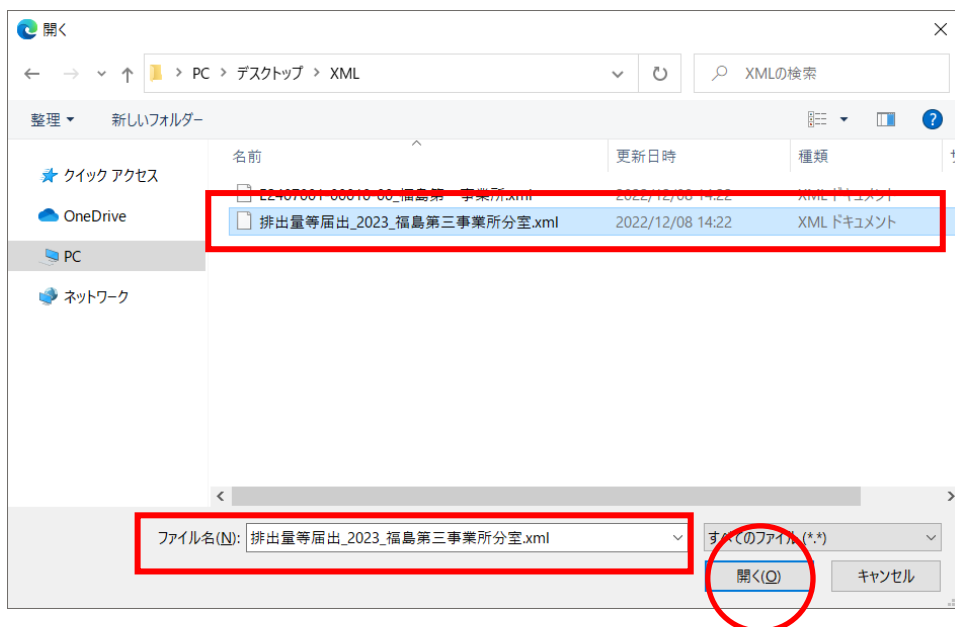 開く
PC > デスクトップ > XML
XMLの検索
整理
新しいフォルダー
名前
更新日時
種類
クイック アクセス
OneDrive
PC
ネットワーク
排出量等届出_2023_福島第三事業所分室.xml
2022/12/08 14:22
XML ドキュメント
2022/12/08 14:22
XML ドキュメント
ファイル名(N):
排出量等届出_2023_福島第三事業所分室.xml
すべてのファイル (*.*)
開く(O)
キャンセル